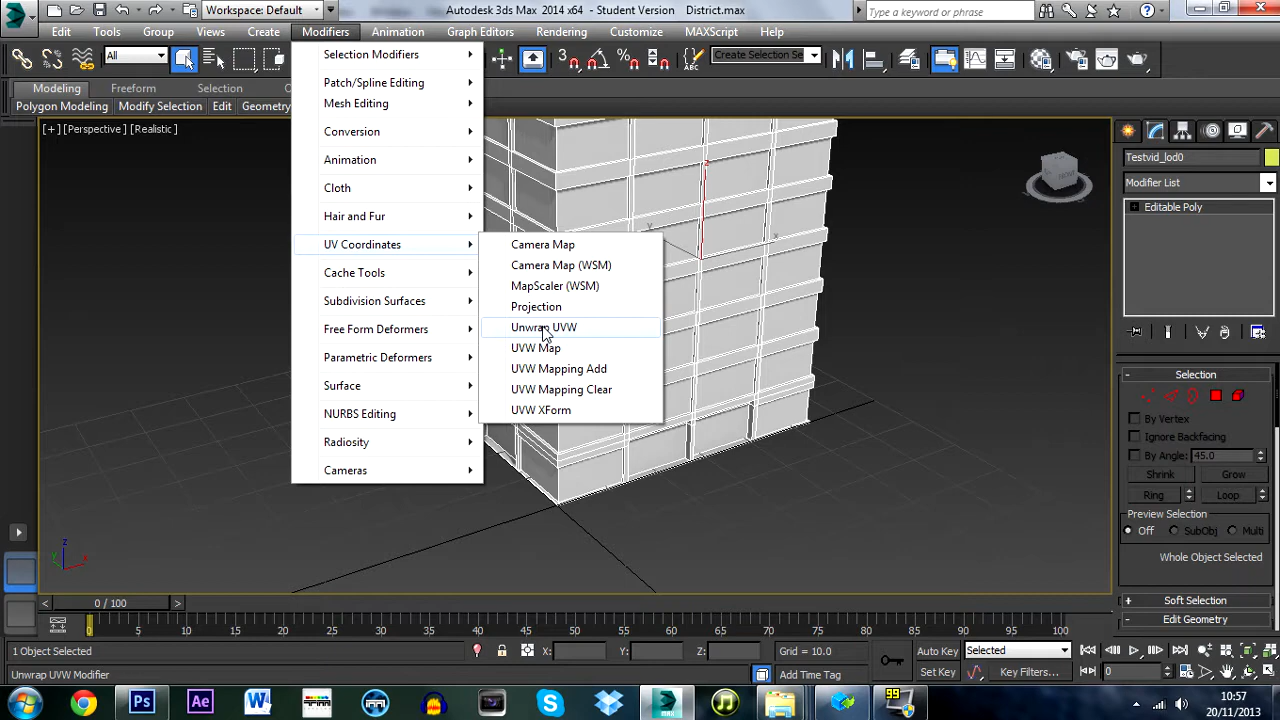 Workspace: Default
Autodesk 3ds Max 2014 x64 - Student Version District.max
Type a keyword or phrase
Edit Tools Group Views Create Modifiers Animation Graph Editors Rendering Customize MAXScript Help
All
Create Selection Se
Modeling Freeform Selection
Polygon Modeling Modify Selection Edit Geometry
[+] [Perspective ] [Realistic ]
Selection Modifiers
Patch/Spline Editing
Mesh Editing
Conversion
Animation
Cloth
Hair and Fur
UV Coordinates
Cache Tools
Subdivision Surfaces
Free Form Deformers
Parametric Deformers
Surface
NURBS Editing
Radiosity
Cameras
Camera Map
Camera Map (WSM)
MapScaler (WSM)
Projection
Unwrap UVW
UVW Map
UVW Mapping Add
UVW Mapping Clear
UVW XForm
z
x
y
FRONT
z
x
y
Testvid_lod0
Modifier List
Editable Poly
Selection
By Vertex
Ignore Backfacing
By Angle: 45.0
Shrink Grow
Ring Loop
Preview Selection
Off SubObj Multi
Whole Object Selected
Soft Selection
Edit Geometry
0 / 100
0 5 10 15 20 25 30 35 40 45 50 55 60 65 70 75 80 85 90 95 100
1 Object Selected X: Y: Z: Grid = 10.0 Auto Key Selected
Unwrap UVW Modifier Add Time Tag Set Key Key Filters... 0
Ps Ae W S MAX 99
10:57
20/11/2013